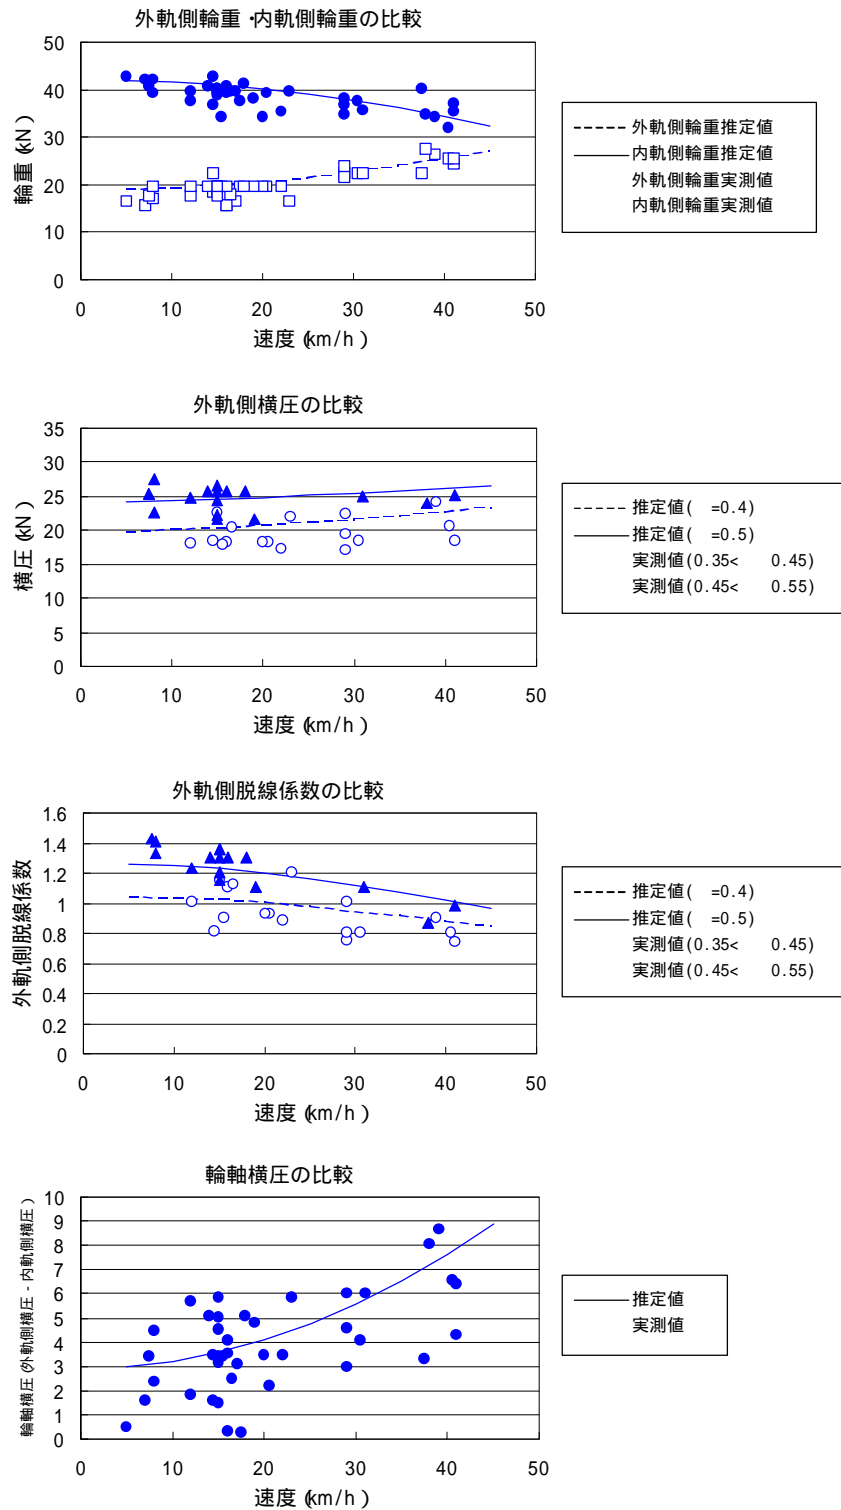 外軌側輪重・内軌側輪重の比較
輪重 (kN)
50
40
30
20
10
0
0 10 20 30 40 50
速度 (km/h)
外軌側輪重推定値
内軌側輪重推定値
外軌側輪重実測値
内軌側輪重実測値
外軌側横圧の比較
横圧 (kN)
35
30
25
20
15
10
5
0
0 10 20 30 40 50
速度 (km/h)
推定値( =0.4)
推定値( =0.5)
実測値(0.35< 0.45)
実測値(0.45< 0.55)
外軌側脱線係数の比較
外軌側脱線係数
1.6
1.4
1.2
1
0.8
0.6
0.4
0.2
0
0 10 20 30 40 50
速度 (km/h)
推定値( =0.4)
推定値( =0.5)
実測値(0.35< 0.45)
実測値(0.45< 0.55)
輪軸横圧の比較
輪軸横圧(外軌側横圧 - 内軌側横圧)
10
9
8
7
6
5
4
3
2
1
0
0 10 20 30 40 50
速度 (km/h)
推定値
実測値